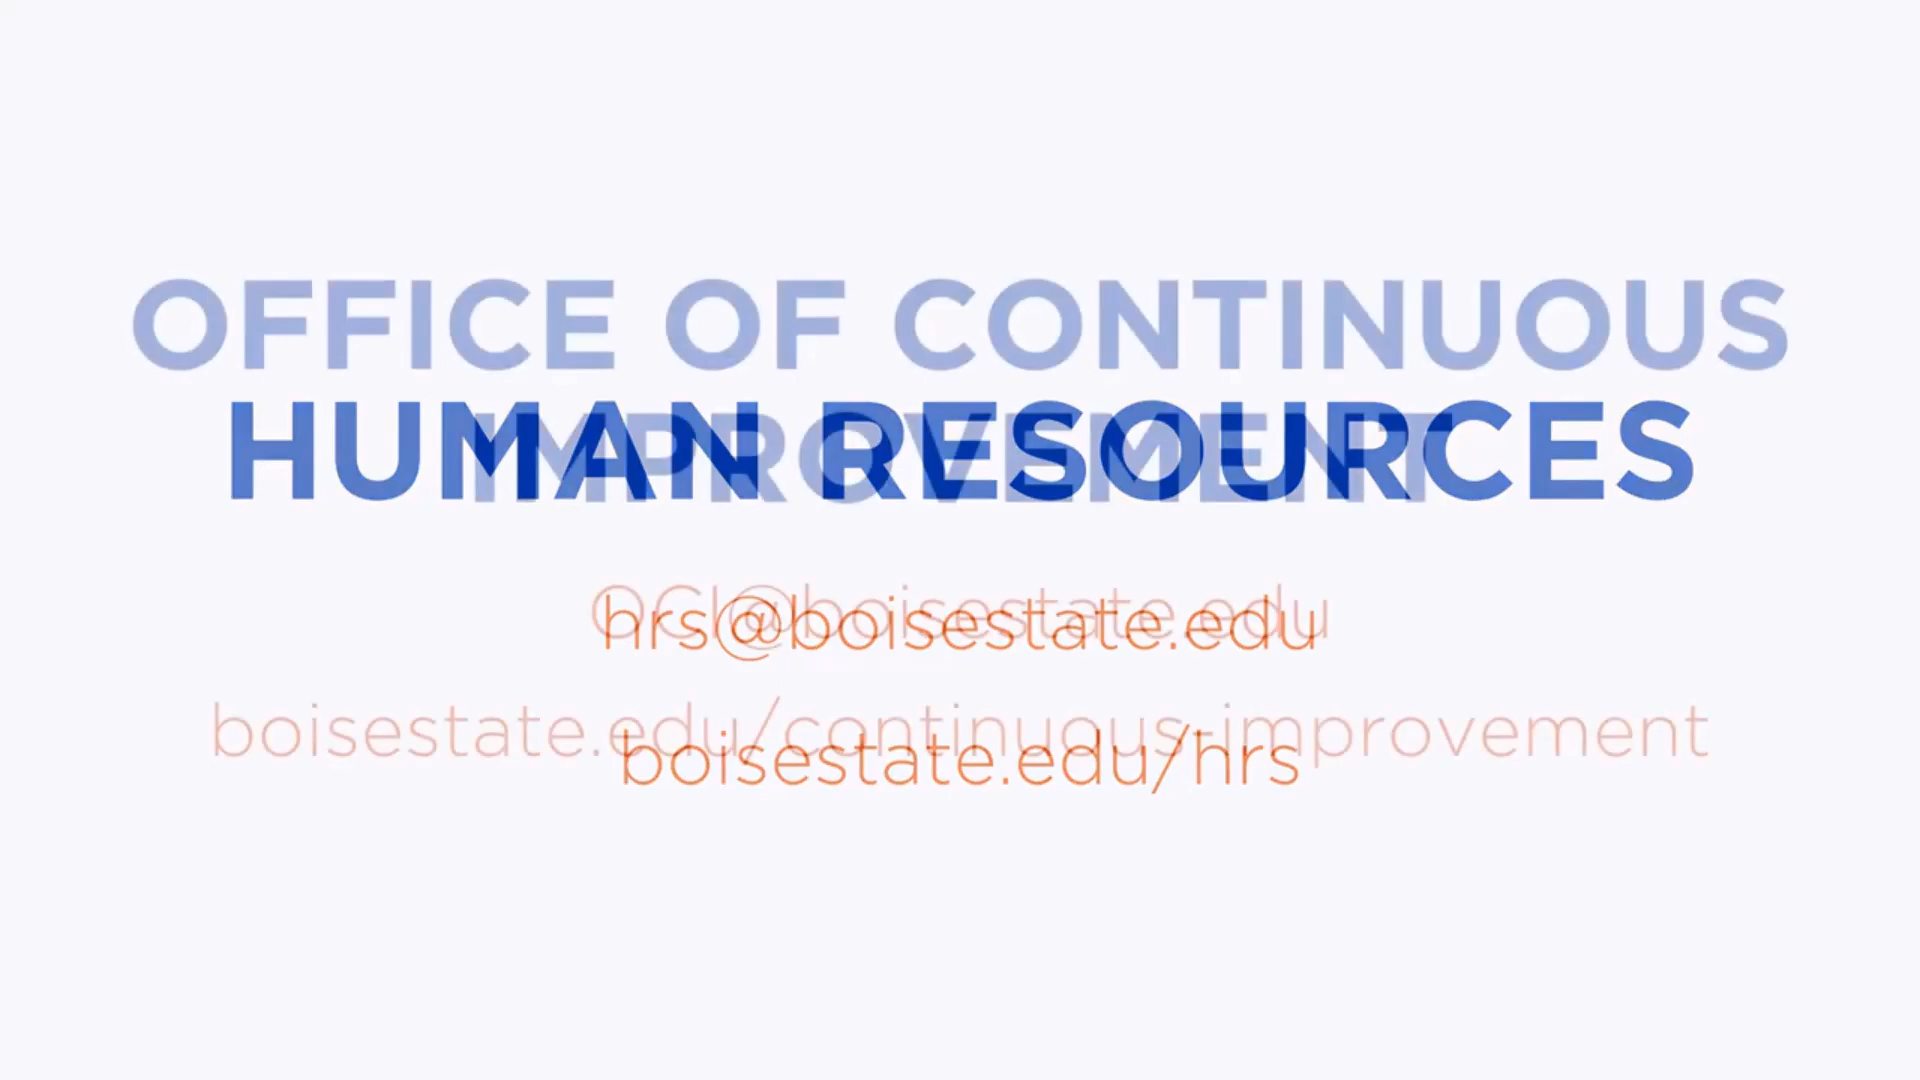 OFFICE OF CONTINUOUS
IMPROVEMENT
HUMAN RESOURCES
OCI@boisestate.edu
hrs@boisestate.edu
boisestate.edu/continuous-improvement
boisestate.edu/hrs